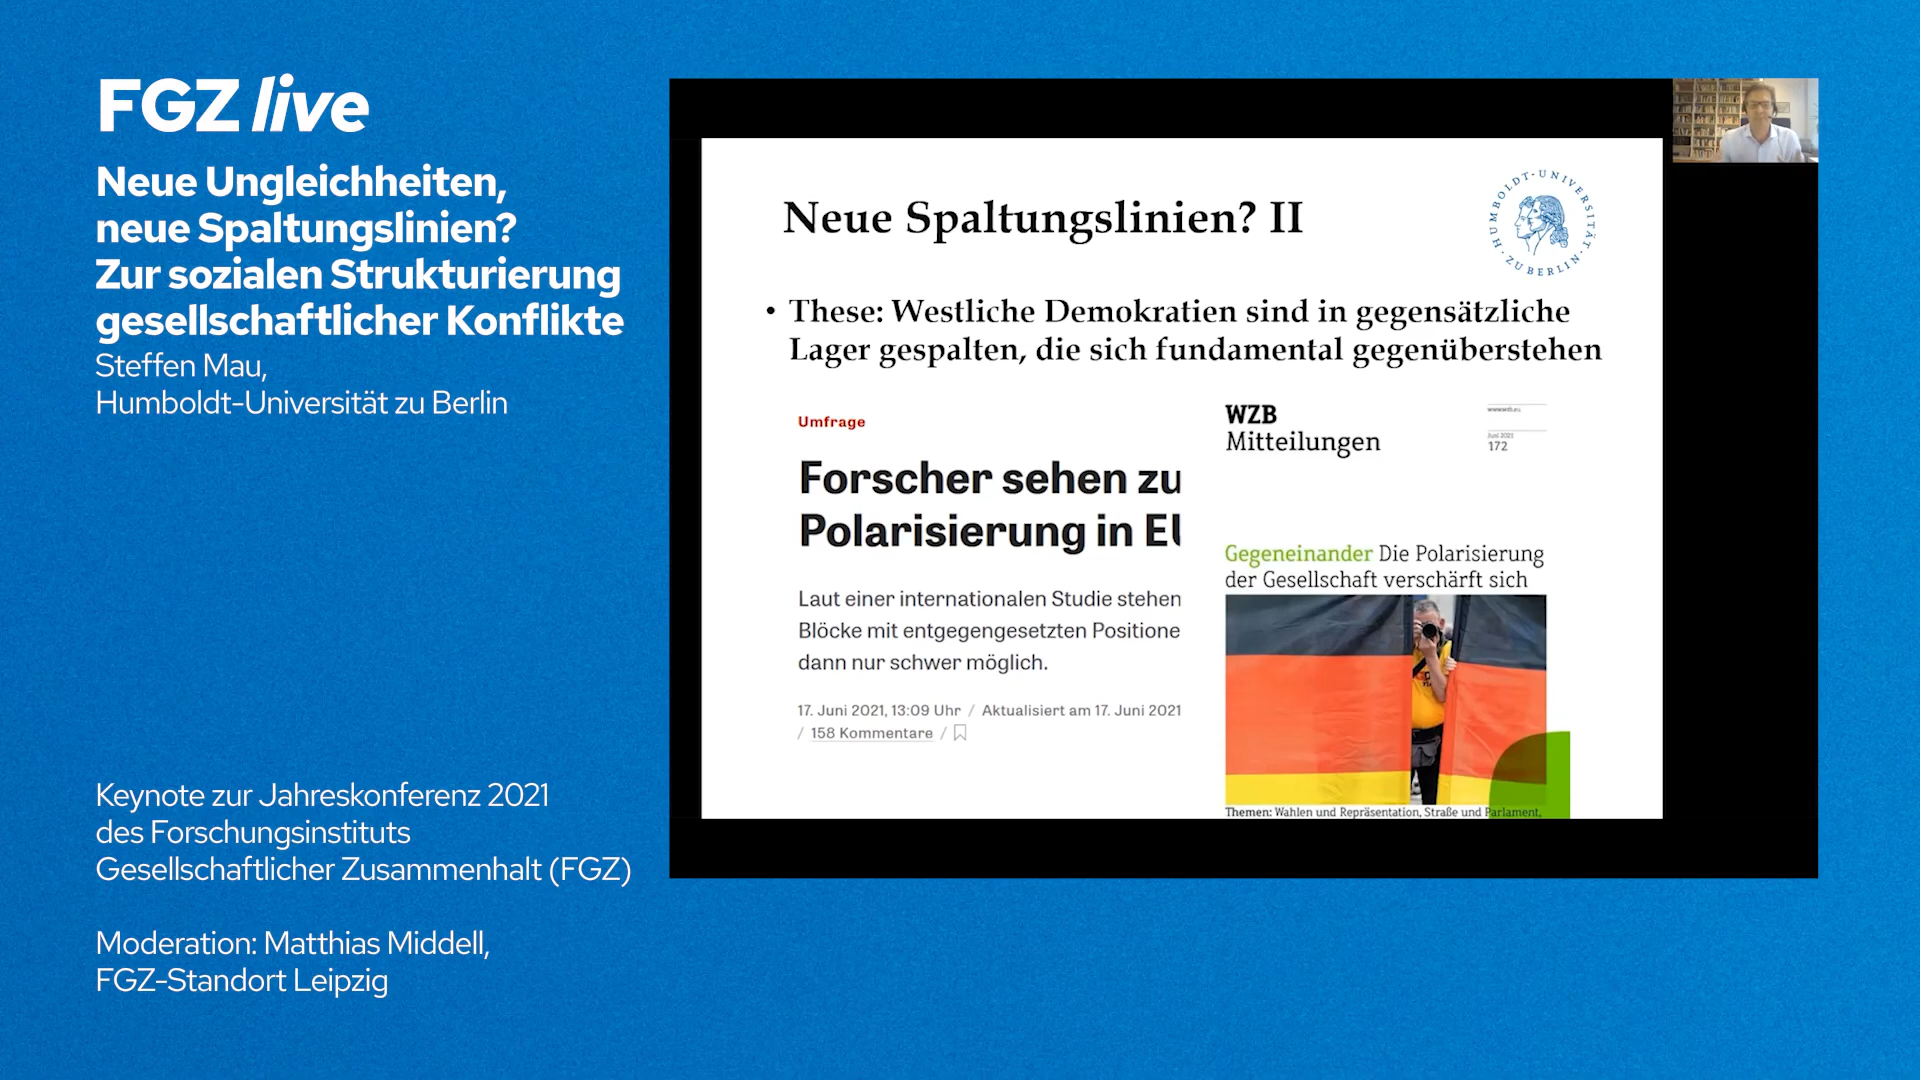 FGZ live
Neue Ungleichheiten,
neue Spaltungslinien?
Zur sozialen Strukturierung
gesellschaftlicher Konflikte
Steffen Mau,
Humboldt-Universität zu Berlin
Keynote zur Jahreskonferenz 2021
des Forschungsinstituts
Gesellschaftlicher Zusammenhalt (FGZ)
Moderation: Matthias Middell,
FGZ-Standort Leipzig
Neue Spaltungslinien? II
HUMBOLDT-UNIVERSITÄT
ZU BERLIN
• These: Westliche Demokratien sind in gegensätzliche
Lager gespalten, die sich fundamental gegenüberstehen
Umfrage
Forscher sehen zu
Polarisierung in EU
Laut einer internationalen Studie stehen
Blöcke mit entgegengesetzten Positione
dann nur schwer möglich.
17. Juni 2021, 13:09 Uhr / Aktualisiert am 17. Juni 2021
/ 158 Kommentare /
WZB
Mitteilungen
www.wzb.eu
Juni 2021
172
Gegeneinander Die Polarisierung
der Gesellschaft verschärft sich
Themen: Wahlen und Repräsentation, Straße und Parlament,